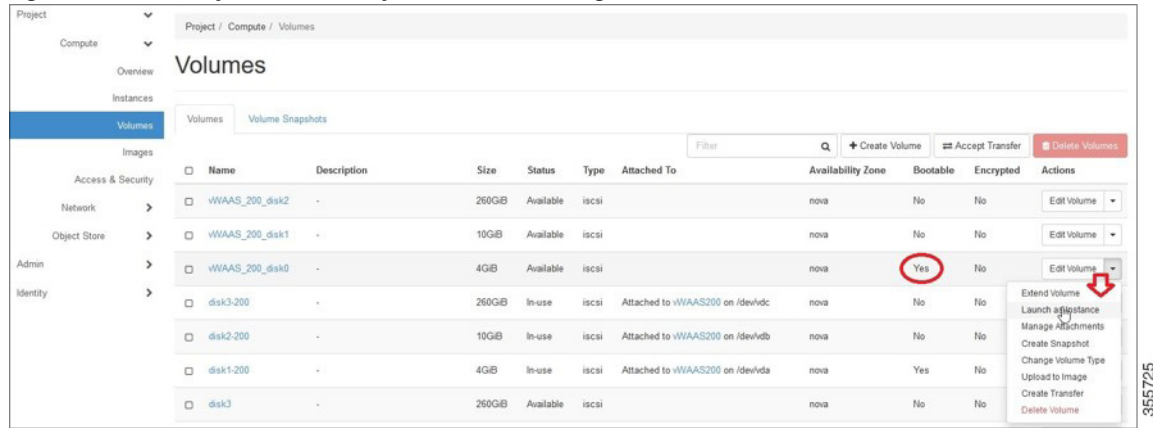 Project
Project / Compute / Volumes
Compute
Overview
Volumes
Instances
Volumes
Volumes Volume Snapshots
Images
Filter + Create Volume Accept Transfer Delete Volumes
Access & Security
Name Description Size Status Type Attached To Availability Zone Bootable Encrypted Actions
Network
vWAAS_200_disk2 - 260GiB Available iscsi nova No No Edit Volume
Object Store
vWAAS_200_disk1 - 10GiB Available iscsi nova No No Edit Volume
Admin
vWAAS_200_disk0 - 4GiB Available iscsi nova Yes No Edit Volume
Identity
disk3-200 - 260GiB In-use iscsi Attached to vWAAS200 on /dev/vdc nova No No
disk2-200 - 10GiB In-use iscsi Attached to vWAAS200 on /dev/vdb nova No No
disk1-200 - 4GiB In-use iscsi Attached to vWAAS200 on /dev/vda nova Yes No
disk3 - 260GiB Available iscsi nova No No
Extend Volume
Launch as Instance
Manage Attachments
Create Snapshot
Change Volume Type
Upload to Image
Create Transfer
Delete Volume
355725